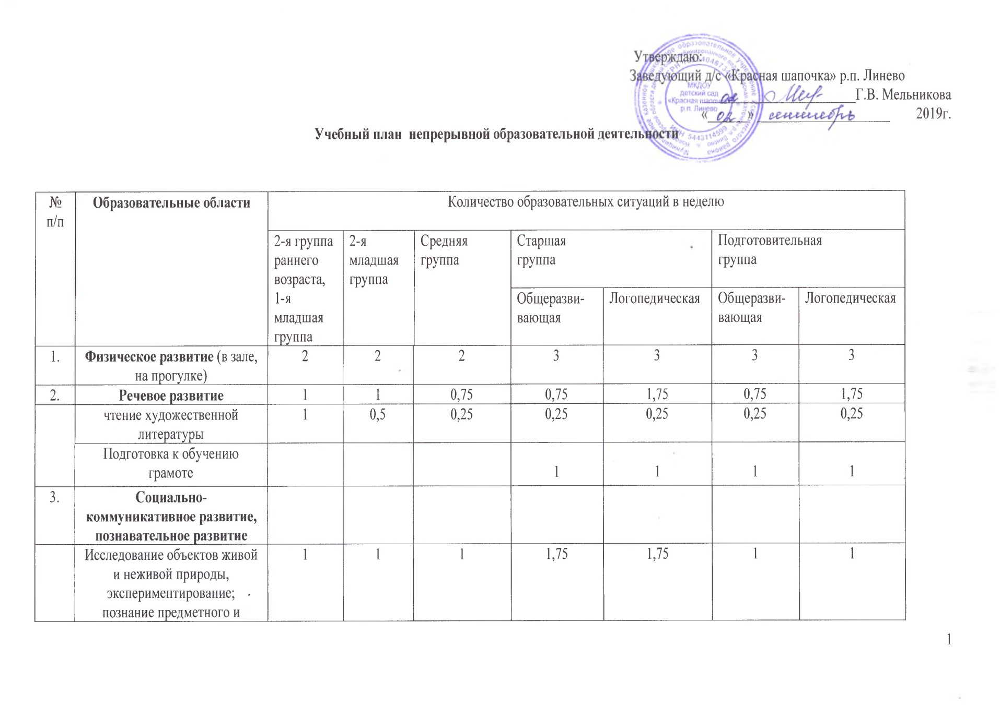 Утверждаю:
Заведующий д/с «Красная шапочка» р.п. Линево
Г.В. Мельникова
« 02 » сентябрь 2019г.
МКДОУ
детский сад
«Красная шапочка»
р.п. Линево
ИНН 5443114599
Учебный план непрерывной образовательной деятельности
№ п/п
Образовательные области
Количество образовательных ситуаций в неделю
2-я группа раннего возраста, 1-я младшая группа
2-я младшая группа
Средняя группа
Старшая группа
Подготовительная группа
Общеразви-вающая
Логопедическая
Общеразви-вающая
Логопедическая
1. Физическое развитие (в зале, 2 2 2 3 3 3 3
на прогулке)
2. Речевое развитие 1 1 0,75 0,75 1,75 0,75 1,75
чтение художественной 1 0,5 0,25 0,25 0,25 0,25 0,25
литературы
Подготовка к обучению
грамоте 1 1 1 1
3. Социально-
коммуникативное развитие,
познавательное развитие
Исследование объектов живой 1 1 1 1,75 1,75 1 1
и неживой природы,
экспериментирование;
познание предметного и
1